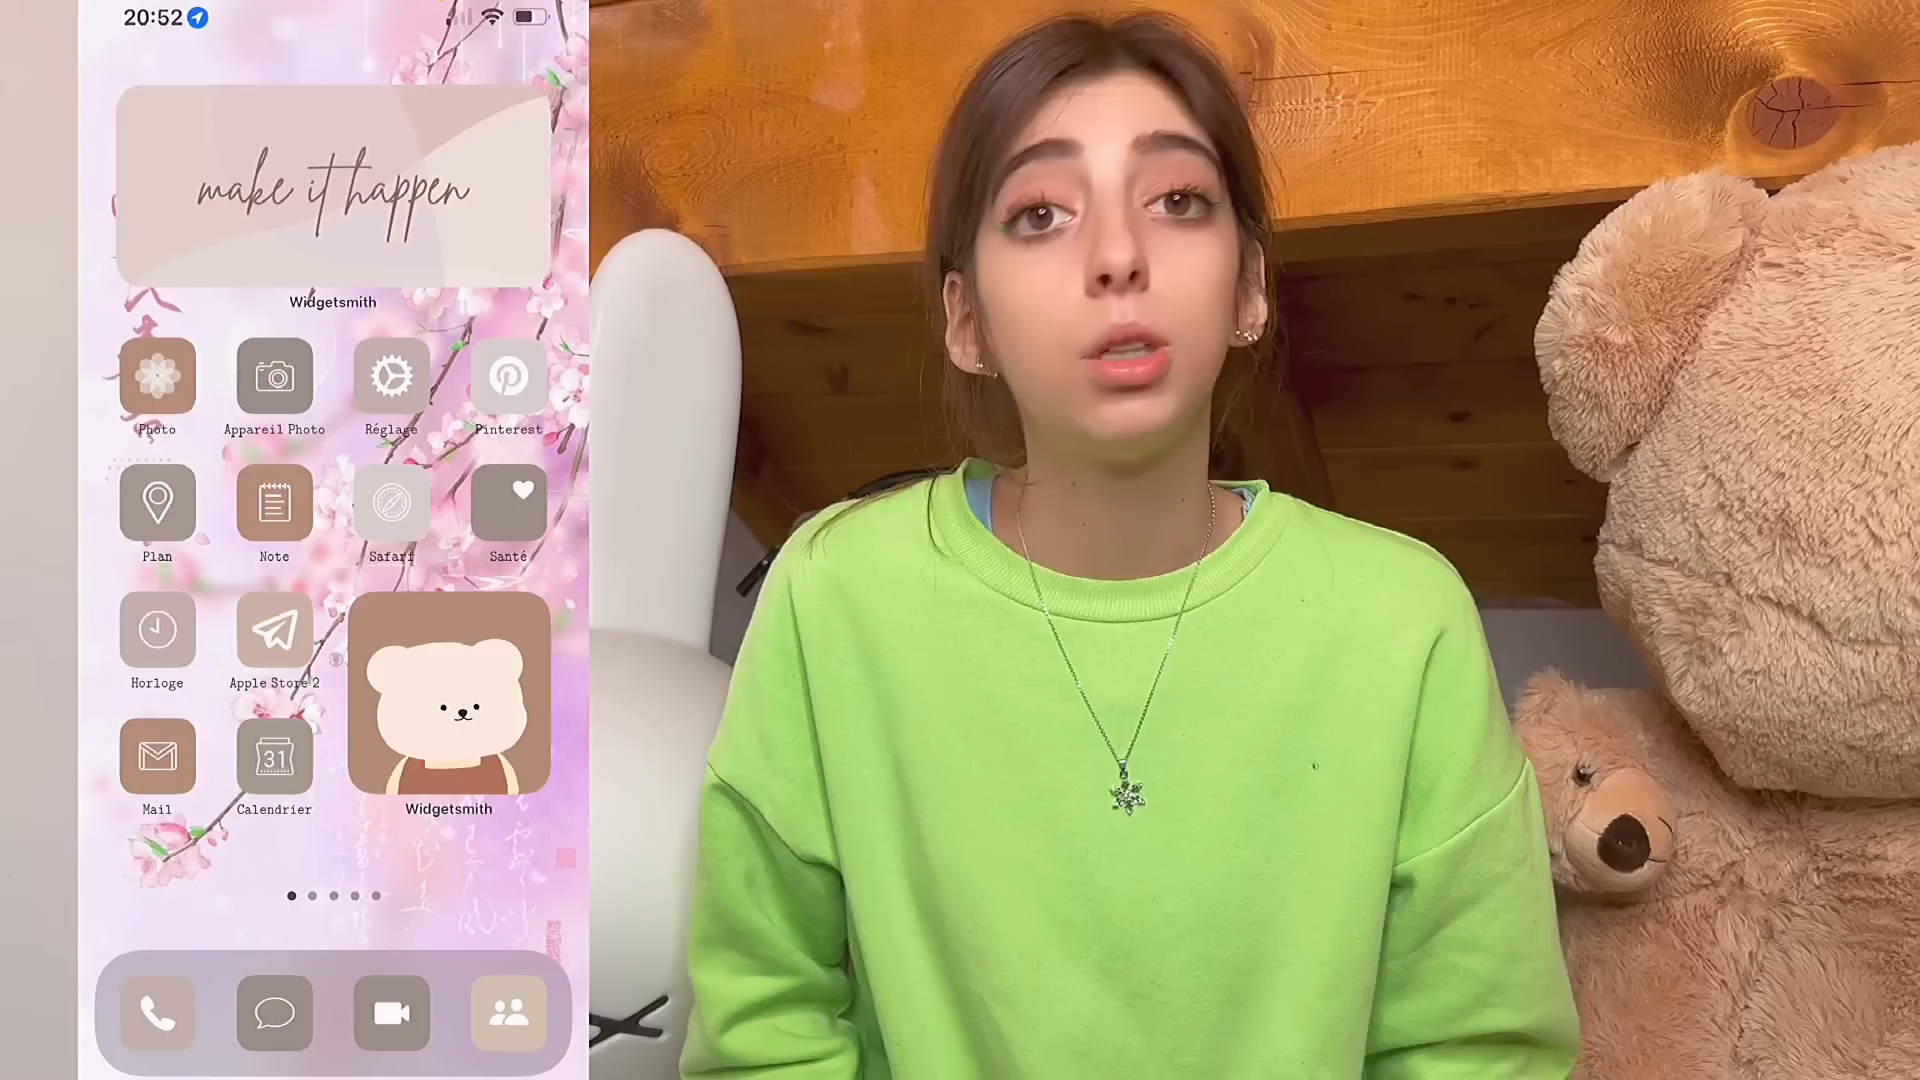 20:52
make it happen
Widgetsmith
Photo
Appareil Photo
Réglage
Pinterest
Plan
Note
Safari
Santé
Horloge
Apple Store 2
31
Mail
Calendrier
Widgetsmith